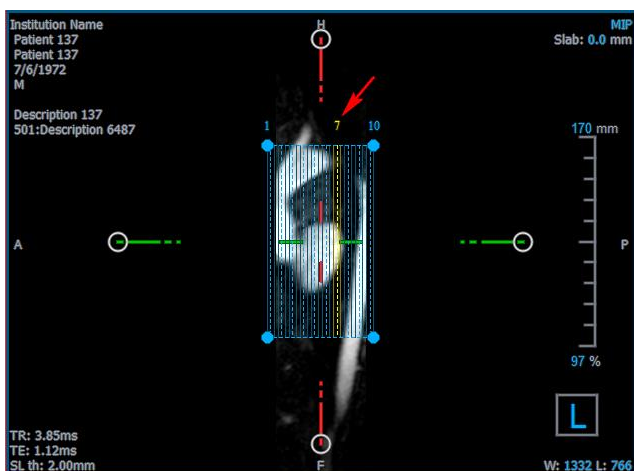 Institution Name
Patient 137
Patient 137
7/6/1972
M
Description 137
501:Description 6487
H
MIP
Slab: 0.0 mm
1
7
10
170 mm
A
P
97 %
L
TR: 3.85ms
TE: 1.12ms
SL th: 2.00mm
F
W: 1332 L: 766